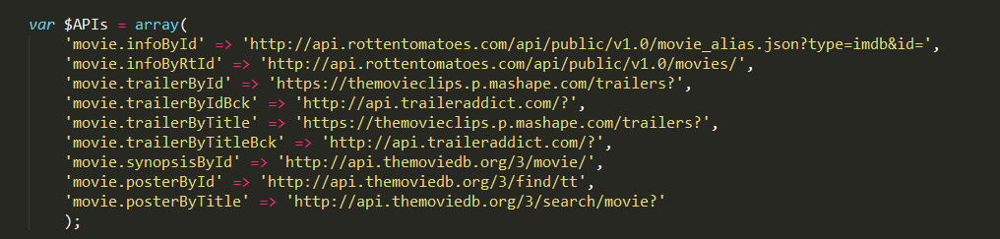 var $APIs = array(
'movie.infoById' => 'http://api.rottentomatoes.com/api/public/v1.0/movie_alias.json?type=imdb&id=',
'movie.infoByRtId' => 'http://api.rottentomatoes.com/api/public/v1.0/movies/',
'movie.trailerById' => 'https://themovieclips.p.mashape.com/trailers?',
'movie.trailerByIdBck' => 'http://api.traileraddict.com/?',
'movie.trailerByTitle' => 'https://themovieclips.p.mashape.com/trailers?',
'movie.trailerByTitleBck' => 'http://api.traileraddict.com/?',
'movie.synopsisById' => 'http://api.themoviedb.org/3/movie/',
'movie.posterById' => 'http://api.themoviedb.org/3/find/tt',
'movie.posterByTitle' => 'http://api.themoviedb.org/3/search/movie?'
);